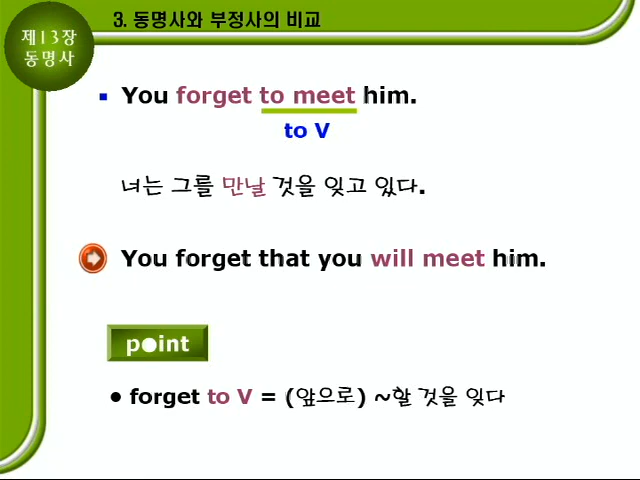 3. 동명사와 부정사의 비교
제13장
동명사
▪ You forget to meet him.
to V
너는 그를 만날 것을 잊고 있다.
You forget that you will meet him.
point
● forget to V = (앞으로) ~할 것을 잊다